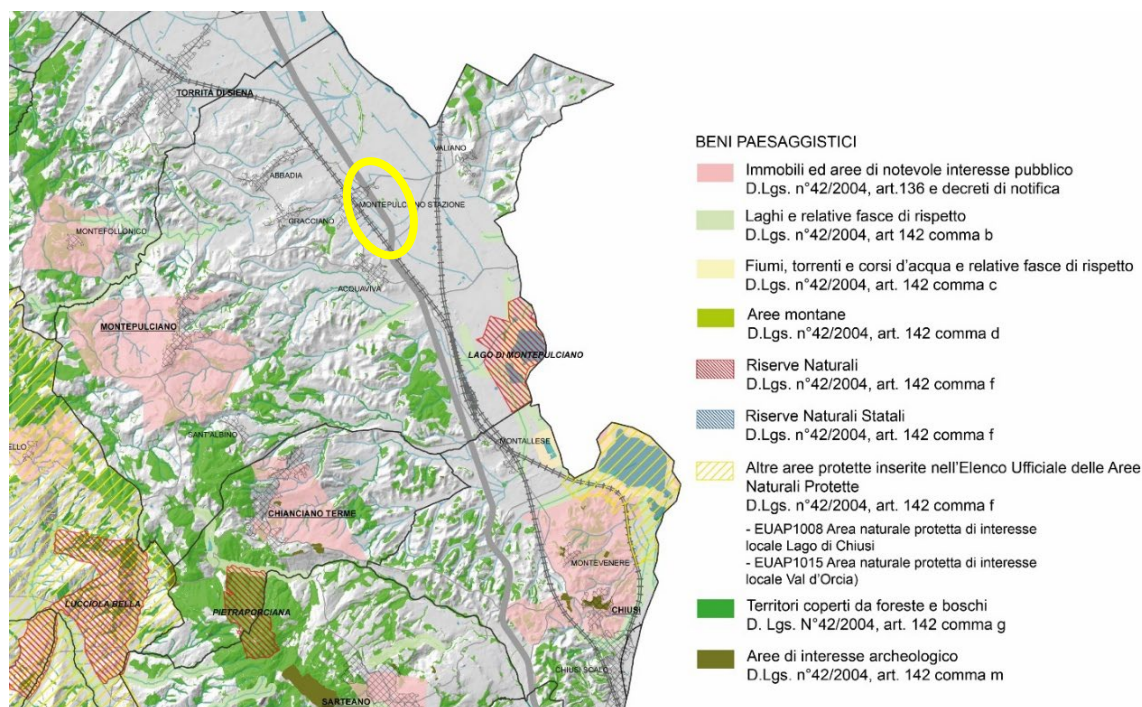 TORRITA DI SIENA
VALIANO
ABBADIA
MONTEPULCIANO STAZIONE
GRACCIANO
MONTEFOLLONICO
ACQUAVIVA
MONTEPULCIANO
LAGO DI MONTEPULCIANO
SANT'ALBINO
MONTALLESE
ELLO
CHIANCIANO TERME
MONTEVENERE
LUCCIOLA BELLA
PIETRAPORCIANA
CHIUSI
CHIUSI SCALO
SARTEANO
BENI PAESAGGISTICI
Immobili ed aree di notevole interesse pubblico
D.Lgs. n°42/2004, art.136 e decreti di notifica
Laghi e relative fasce di rispetto
D.Lgs. n°42/2004, art 142 comma b
Fiumi, torrenti e corsi d'acqua e relative fasce di rispetto
D.Lgs. n°42/2004, art. 142 comma c
Aree montane
D.Lgs. n°42/2004, art. 142 comma d
Riserve Naturali
D.Lgs. n°42/2004, art. 142 comma f
Riserve Naturali Statali
D.Lgs. n°42/2004, art. 142 comma f
Altre aree protette inserite nell'Elenco Ufficiale delle Aree
Naturali Protette
D.Lgs. n°42/2004, art. 142 comma f
- EUAP1008 Area naturale protetta di interesse
locale Lago di Chiusi
- EUAP1015 Area naturale protetta di interesse
locale Val d'Orcia)
Territori coperti da foreste e boschi
D. Lgs. N°42/2004, art. 142 comma g
Aree di interesse archeologico
D.Lgs. n°42/2004, art. 142 comma m